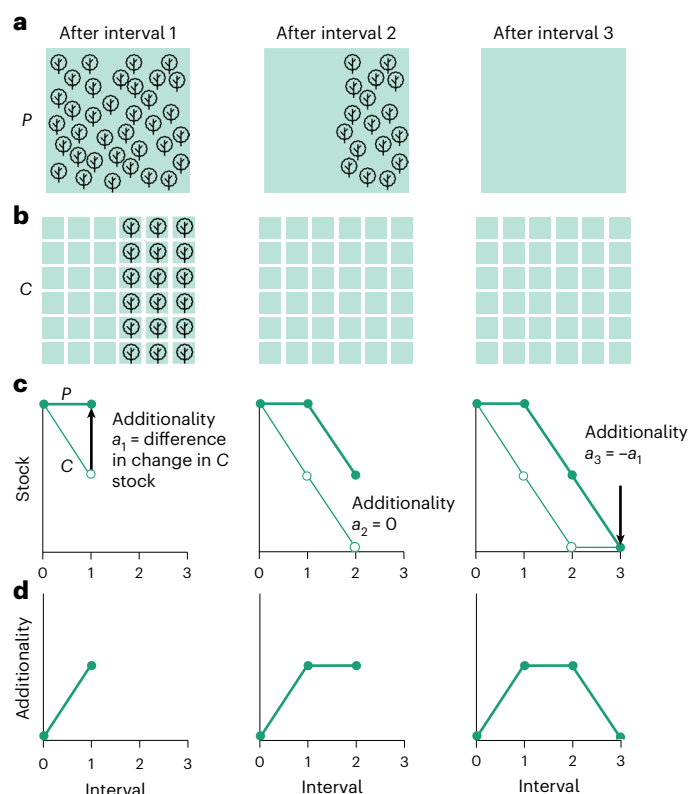 a
After interval 1
After interval 2
After interval 3
P
b
C
c
Stock
P
C
Additionality
a1 = difference
in change in C
stock
Additionality
a2 = 0
Additionality
a3 = –a1
0 1 2 3
0 1 2 3
0 1 2 3
d
Additionality
0 1 2 3
0 1 2 3
0 1 2 3
Interval
Interval
Interval